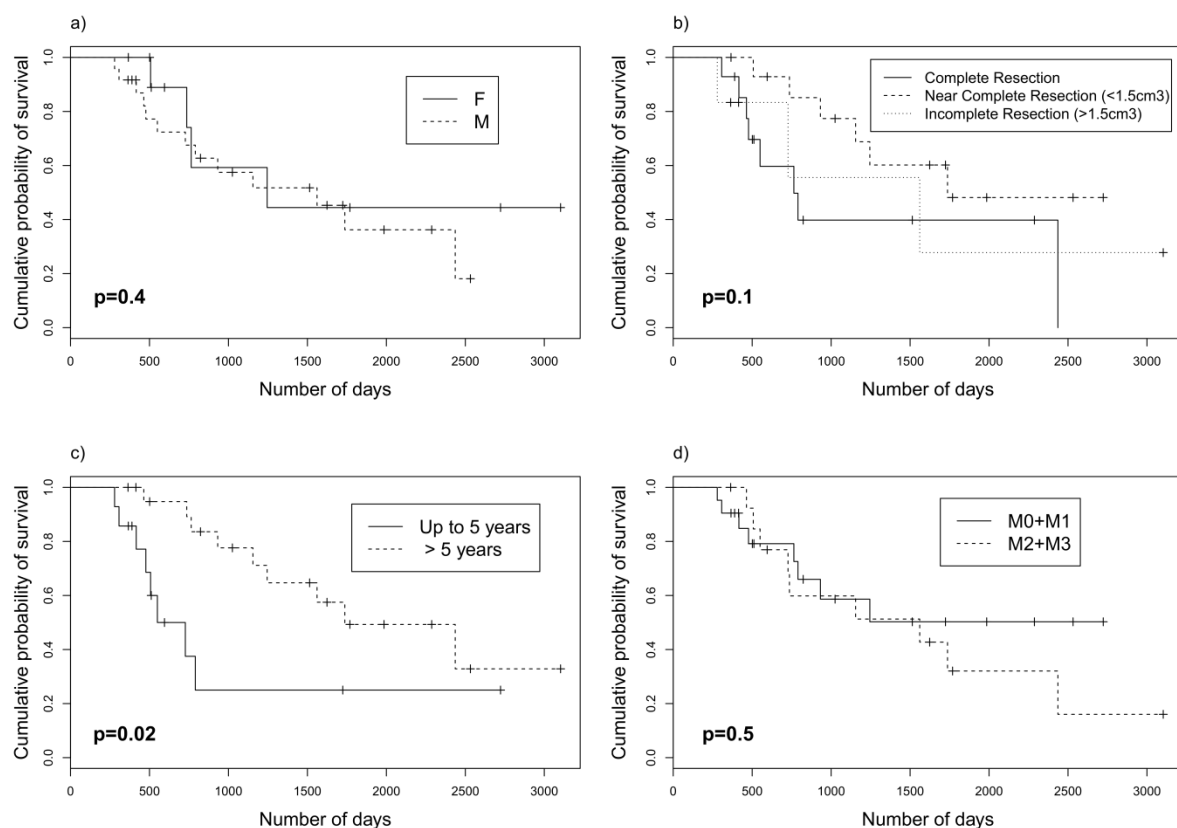 a)
Cumulative probability of survival
1.0
0.8
0.6
0.4
0.2
0.0
F
M
p=0.4
0 500 1000 1500 2000 2500 3000
Number of days
b)
Cumulative probability of survival
1.0
0.8
0.6
0.4
0.2
0.0
Complete Resection
Near Complete Resection (<1.5cm3)
Incomplete Resection (>1.5cm3)
p=0.1
0 500 1000 1500 2000 2500 3000
Number of days
c)
Cumulative probability of survival
1.0
0.8
0.6
0.4
0.2
0.0
Up to 5 years
> 5 years
p=0.02
0 500 1000 1500 2000 2500 3000
Number of days
d)
Cumulative probability of survival
1.0
0.8
0.6
0.4
0.2
0.0
M0+M1
M2+M3
p=0.5
0 500 1000 1500 2000 2500 3000
Number of days